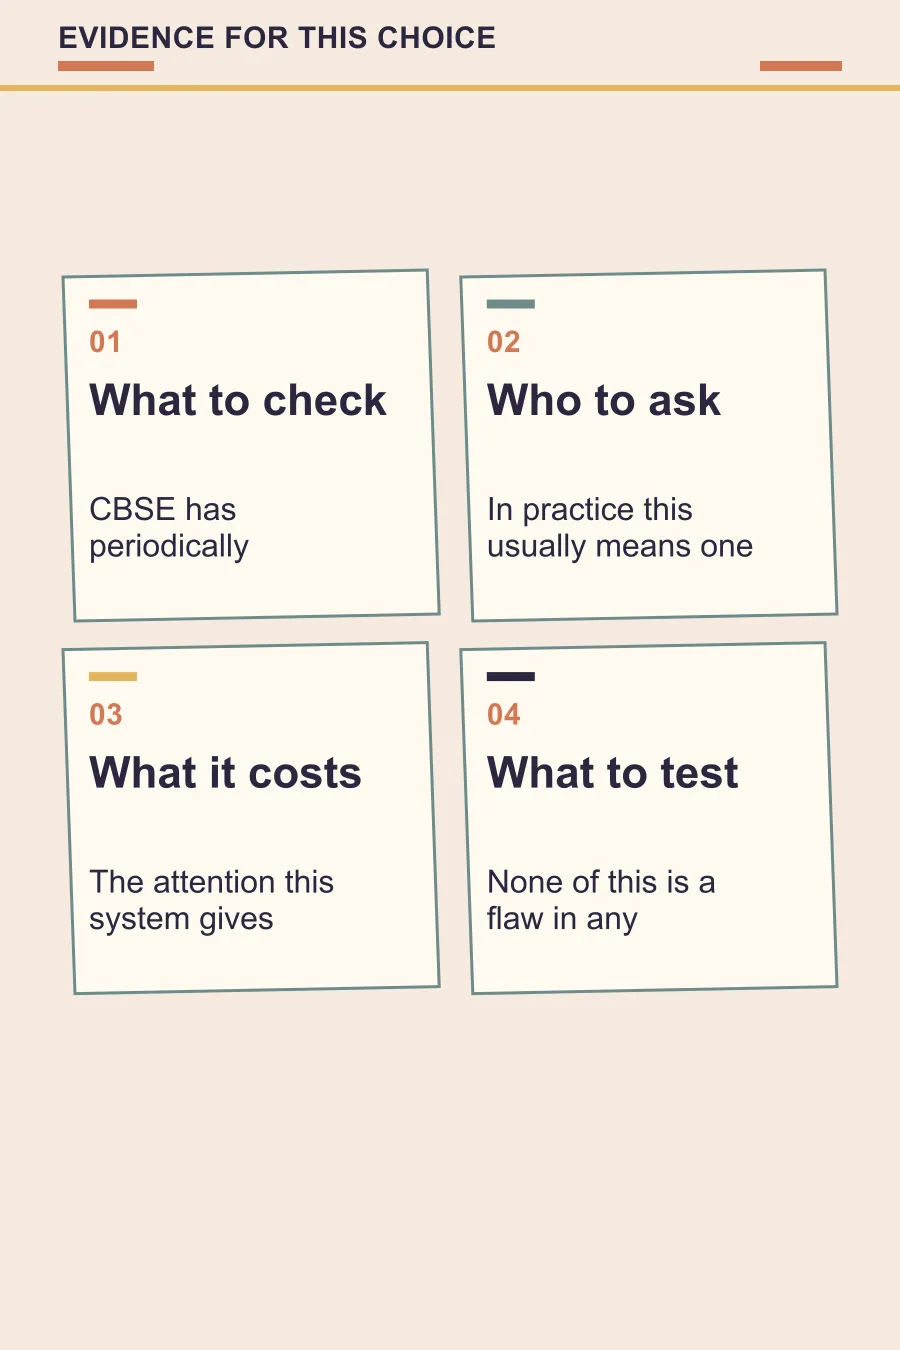 EVIDENCE FOR THIS CHOICE
01
What to check
CBSE has
periodically
02
Who to ask
In practice this
usually means one
03
What it costs
The attention this
system gives
04
What to test
None of this is a
flaw in any